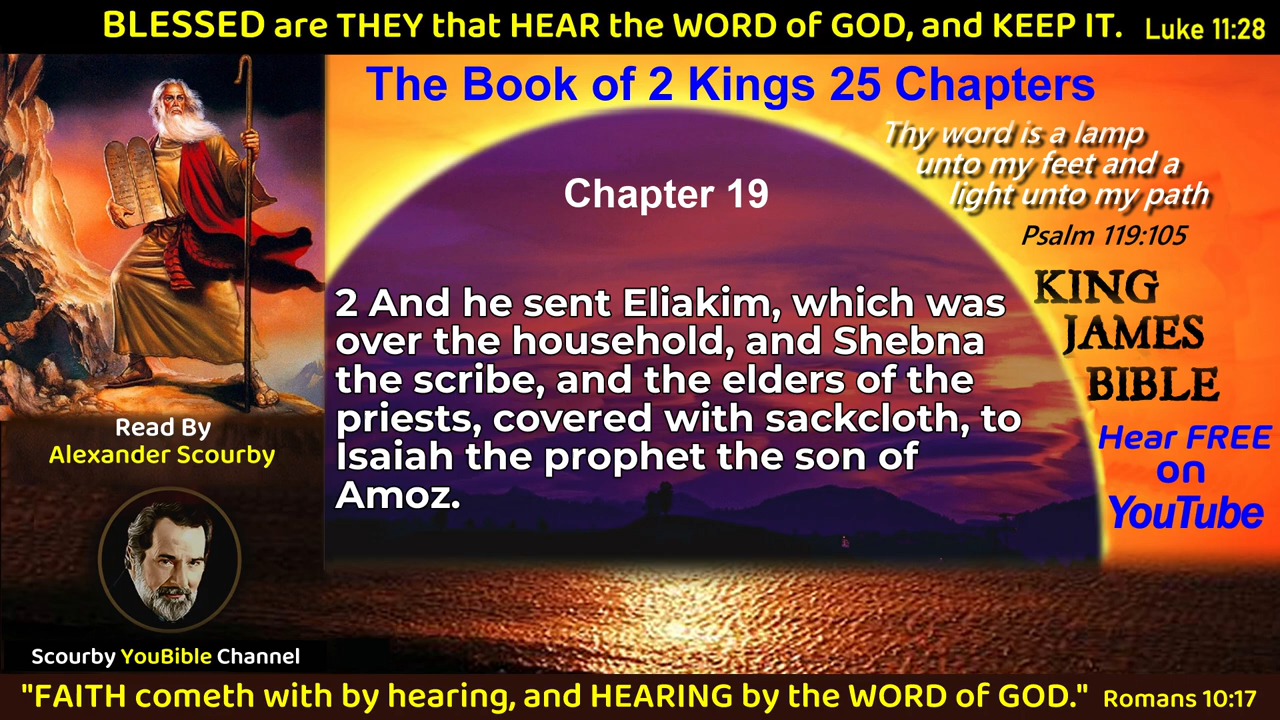 BLESSED are THEY that HEAR the WORD of GOD, and KEEP IT. Luke 11:28
The Book of 2 Kings 25 Chapters
Thy word is a lamp
unto my feet and a
light unto my path
Psalm 119:105
Chapter 19
2 And he sent Eliakim, which was
over the household, and Shebna
the scribe, and the elders of the
priests, covered with sackcloth, to
Isaiah the prophet the son of
Amoz.
KING
JAMES
BIBLE
Hear FREE
on
YouTube
Read By
Alexander Scourby
Scourby YouBible Channel
"FAITH cometh with by hearing, and HEARING by the WORD of GOD." Romans 10:17